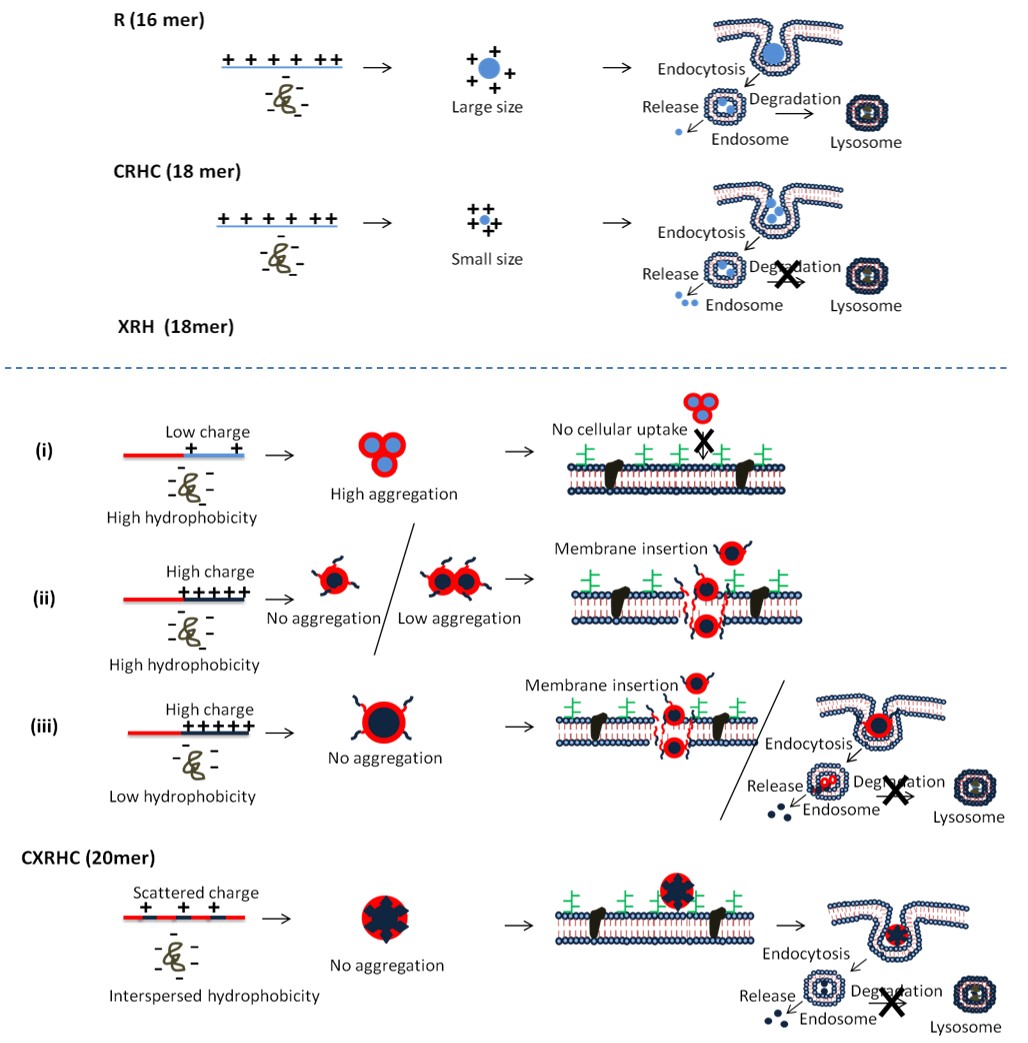 R (16 mer)
+ + + + ++
Large size
Endocytosis
Release
Degradation
Endosome
Lysosome
CRHC (18 mer)
+ + + + ++
Small size
Endocytosis
Release
Degradation
Endosome
Lysosome
XRH (18mer)
(i)
Low charge
+ +
High hydrophobicity
High aggregation
No cellular uptake
(ii)
High charge
+++++
High hydrophobicity
No aggregation
Low aggregation
Membrane insertion
(iii)
High charge
+++++
Low hydrophobicity
No aggregation
Membrane insertion
Endocytosis
Release
Degradation
Endosome
Lysosome
CXRHC (20mer)
Scattered charge
+ + +
Interspersed hydrophobicity
No aggregation
Endocytosis
Release
Degradation
Endosome
Lysosome